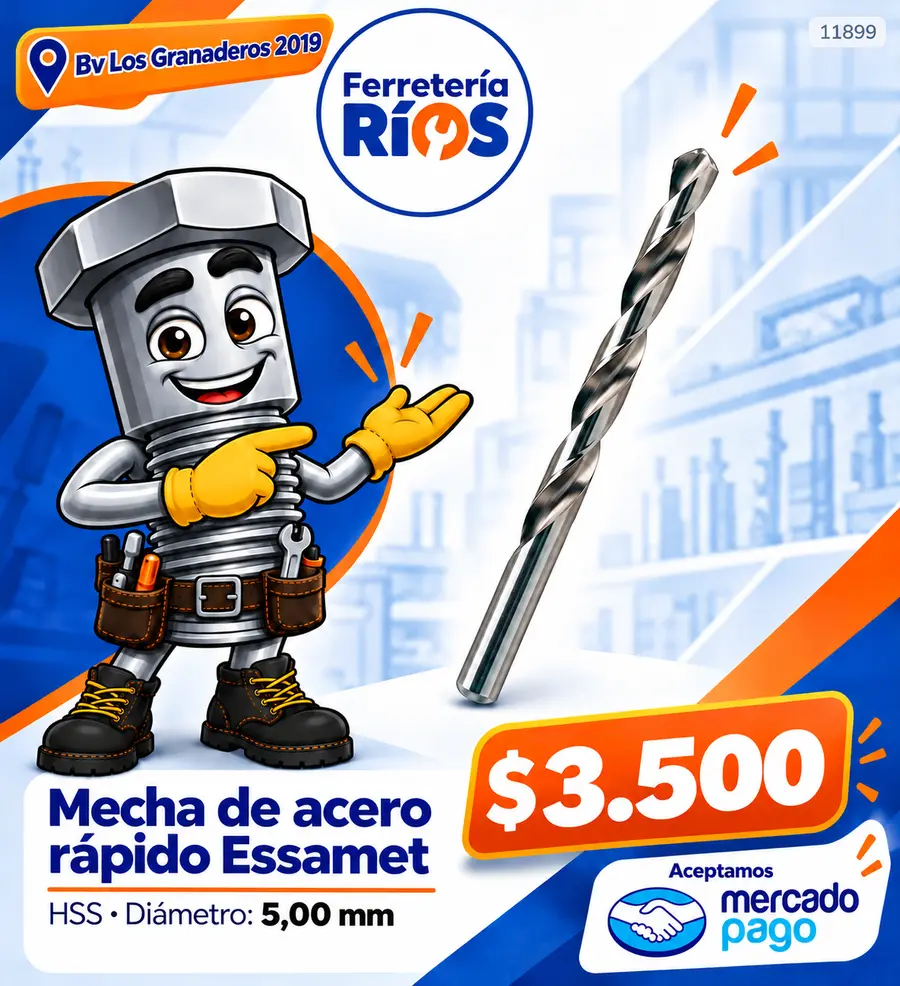 Bv Los Granaderos 2019
Ferretería
RÍOS
11899
$3.500
Mecha de acero
rápido Essamet
HSS • Diámetro: 5,00 mm
Aceptamos
mercado
pago